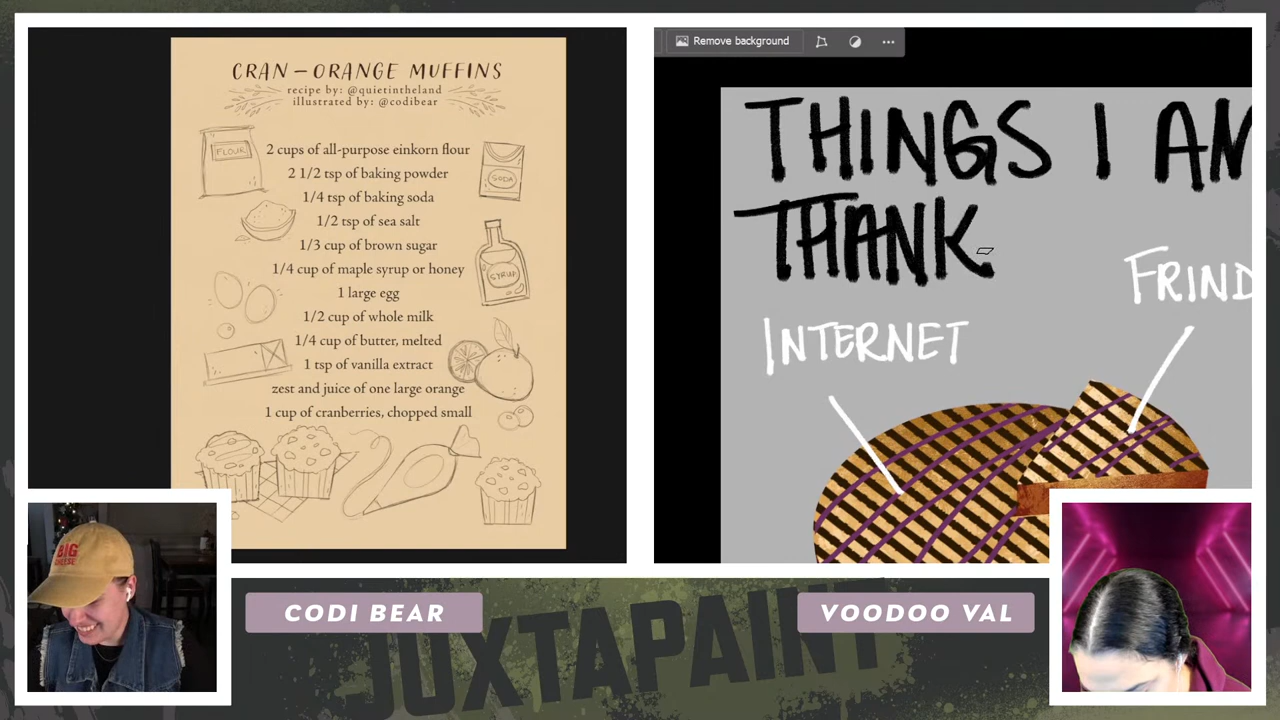 CRAN-ORANGE MUFFINS
recipe by: @quietintheland
illustrated by: @codibear
FLOUR
SODA
SYRUP
2 cups of all-purpose einkorn flour
2 1/2 tsp of baking powder
1/4 tsp of baking soda
1/2 tsp of sea salt
1/3 cup of brown sugar
1/4 cup of maple syrup or honey
1 large egg
1/2 cup of whole milk
1/4 cup of butter, melted
1 tsp of vanilla extract
zest and juice of one large orange
1 cup of cranberries, chopped small
Remove background
THINGS I AM
THANK
FRIND
INTERNET
BIG
CHEESE
CODI BEAR
VOODOO VAL
JUXTAPAINT